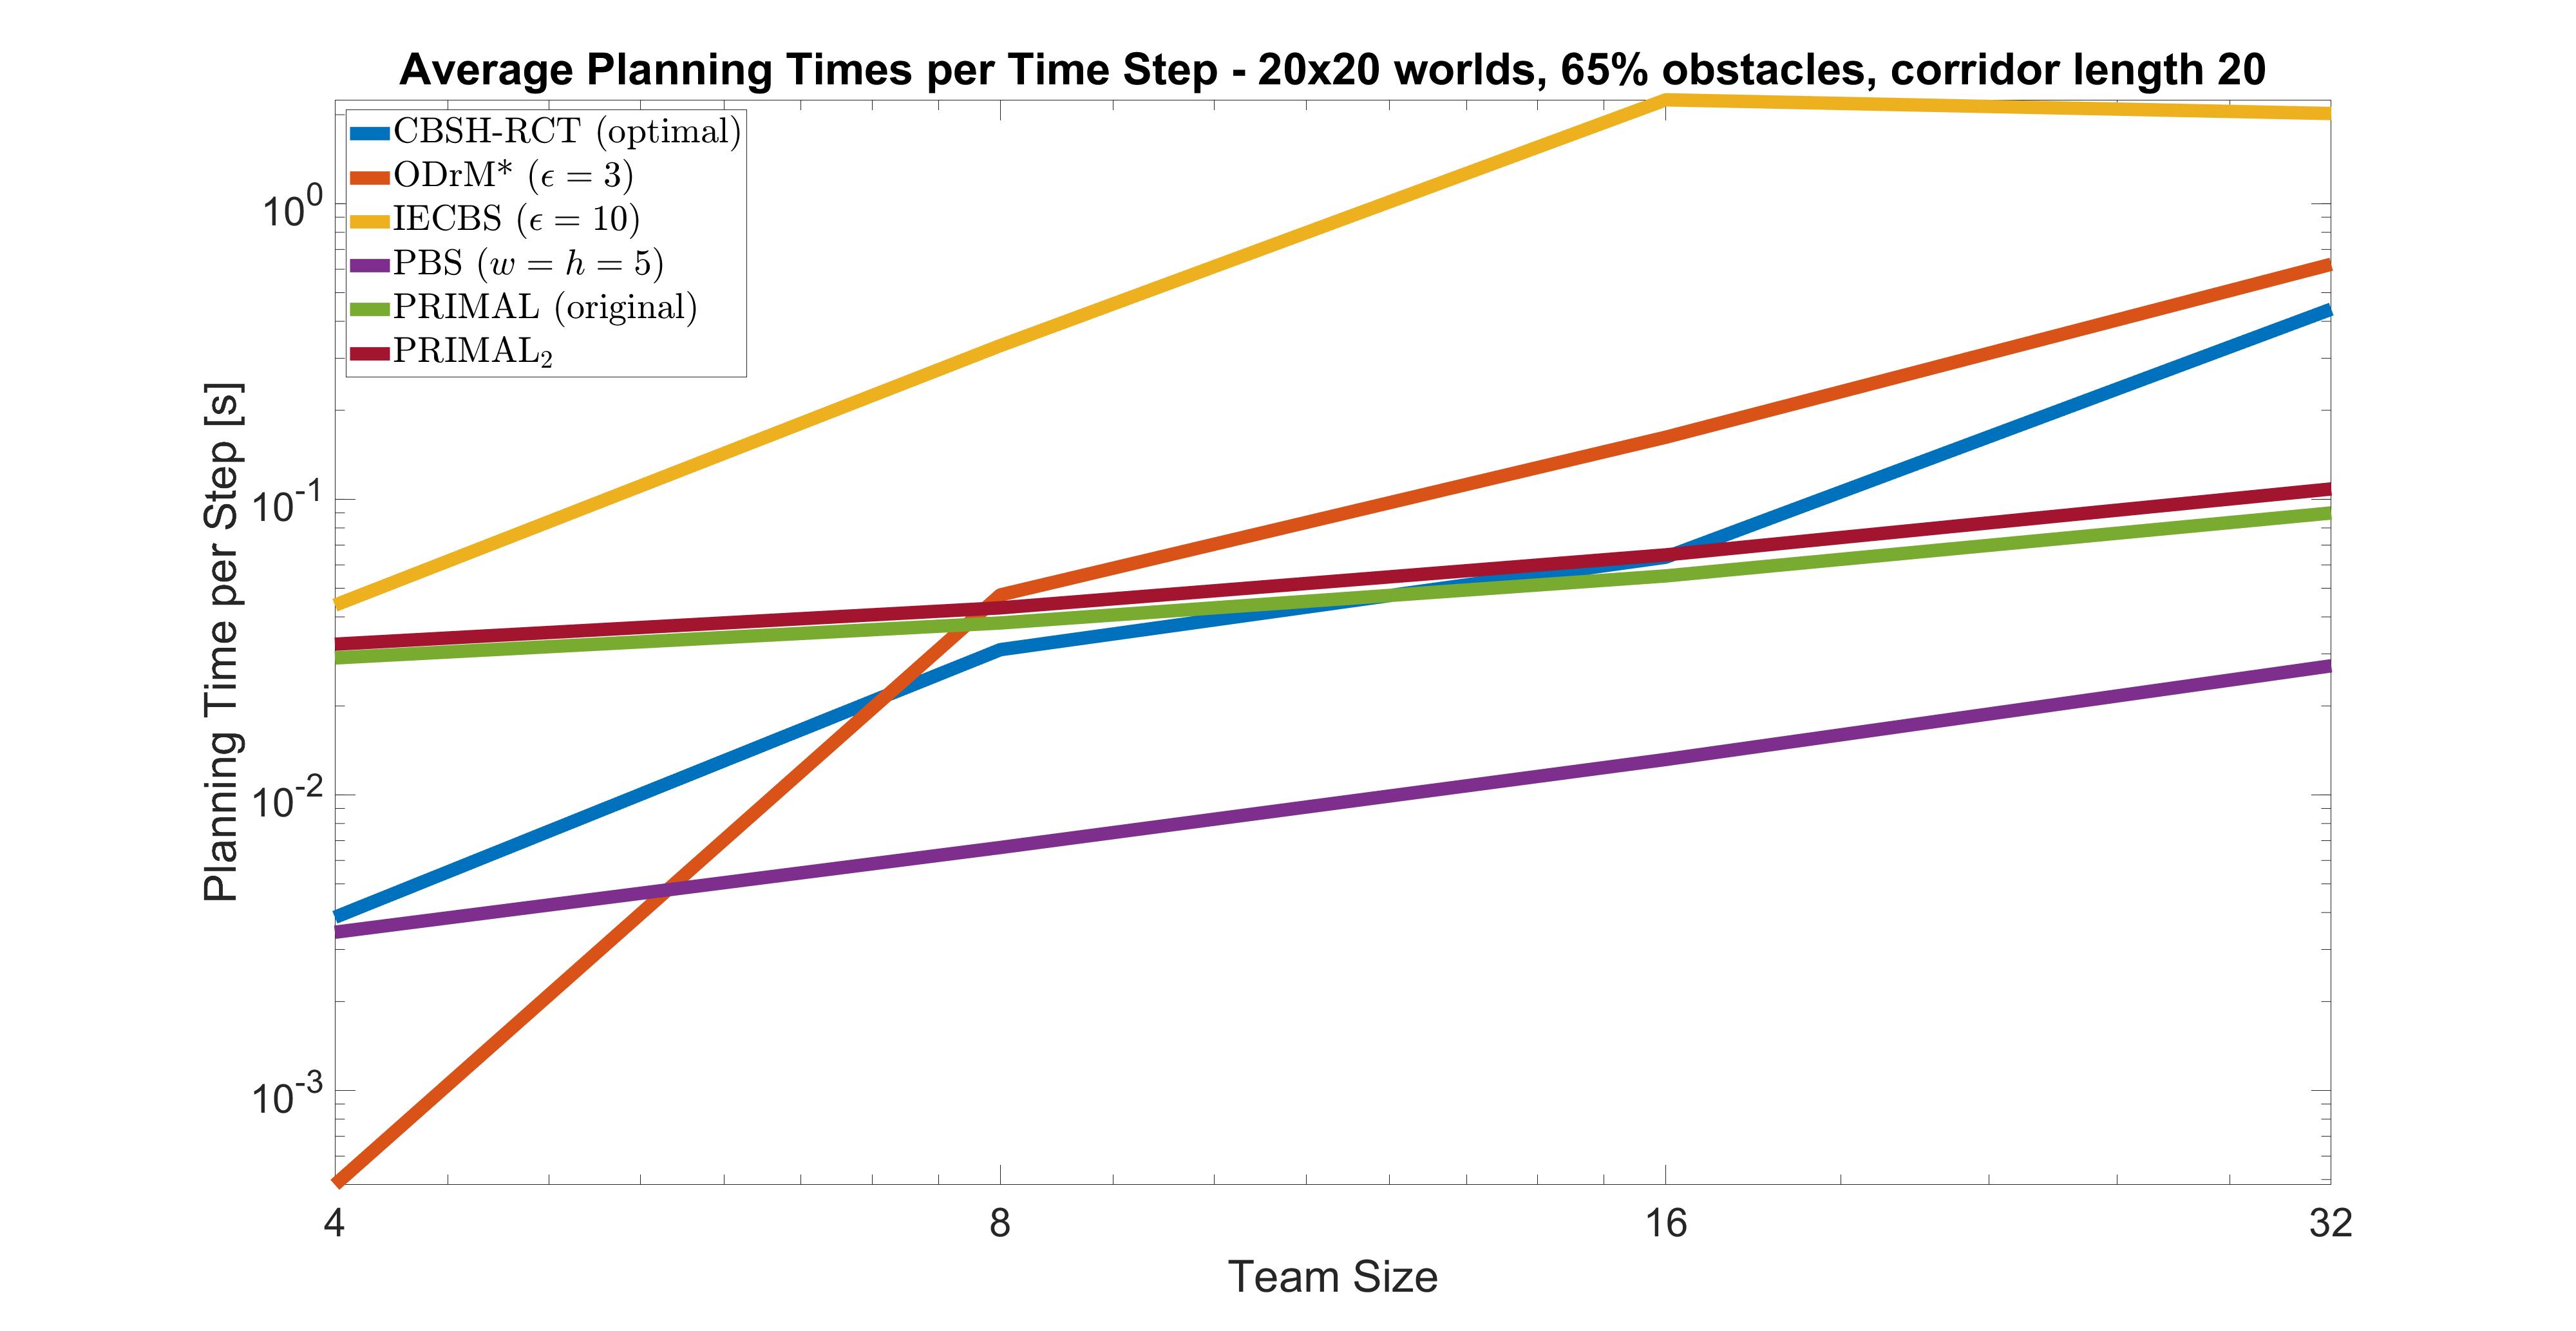 Average Planning Times per Time Step - 20x20 worlds, 65% obstacles, corridor length 20
CBSH-RCT (optimal)
ODrM* (ϵ = 3)
IECBS (ϵ = 10)
PBS (w = h = 5)
PRIMAL (original)
PRIMAL₂
Planning Time per Step [s]
10⁰
10⁻¹
10⁻²
10⁻³
4 8 16 32
Team Size